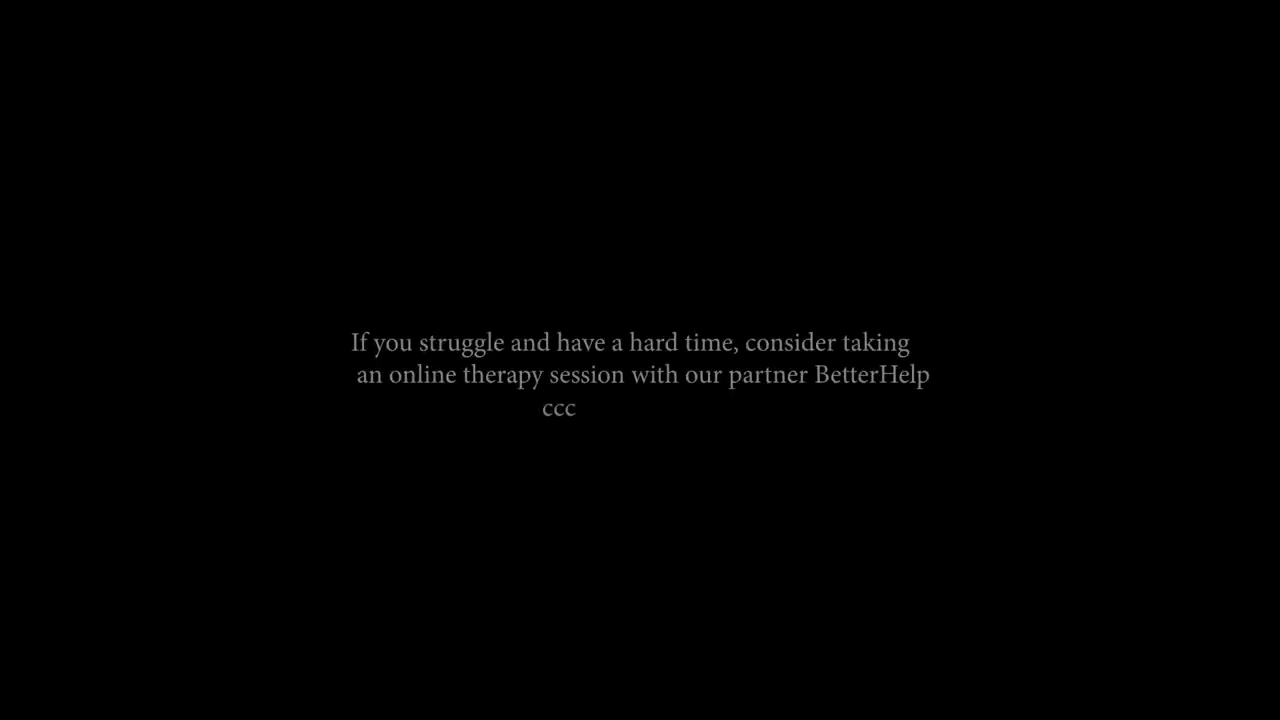 If you struggle and have a hard time, consider taking
an online therapy session with our partner BetterHelp
ccc